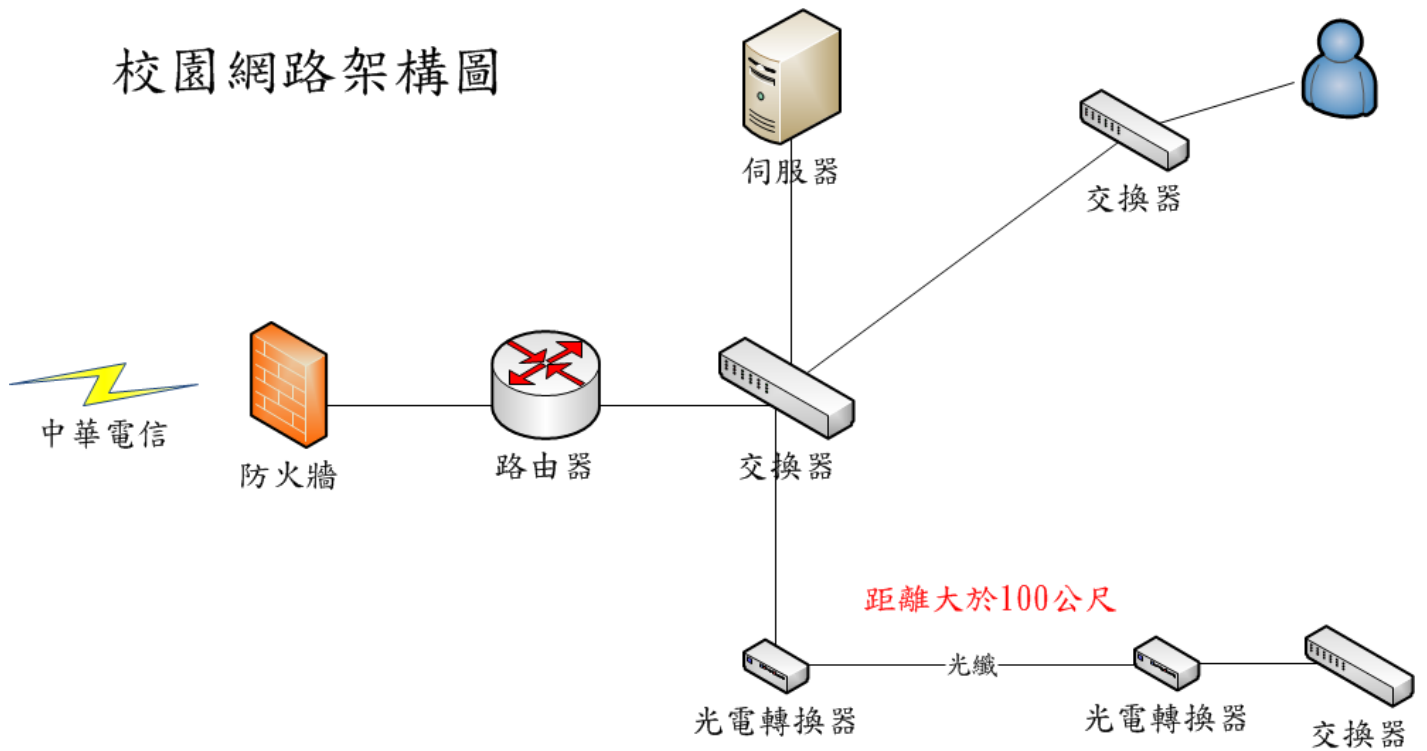 校園網路架構圖
伺服器
交換器
中華電信
防火牆
路由器
交換器
距離大於100公尺
光纖
光電轉換器
光電轉換器
交換器